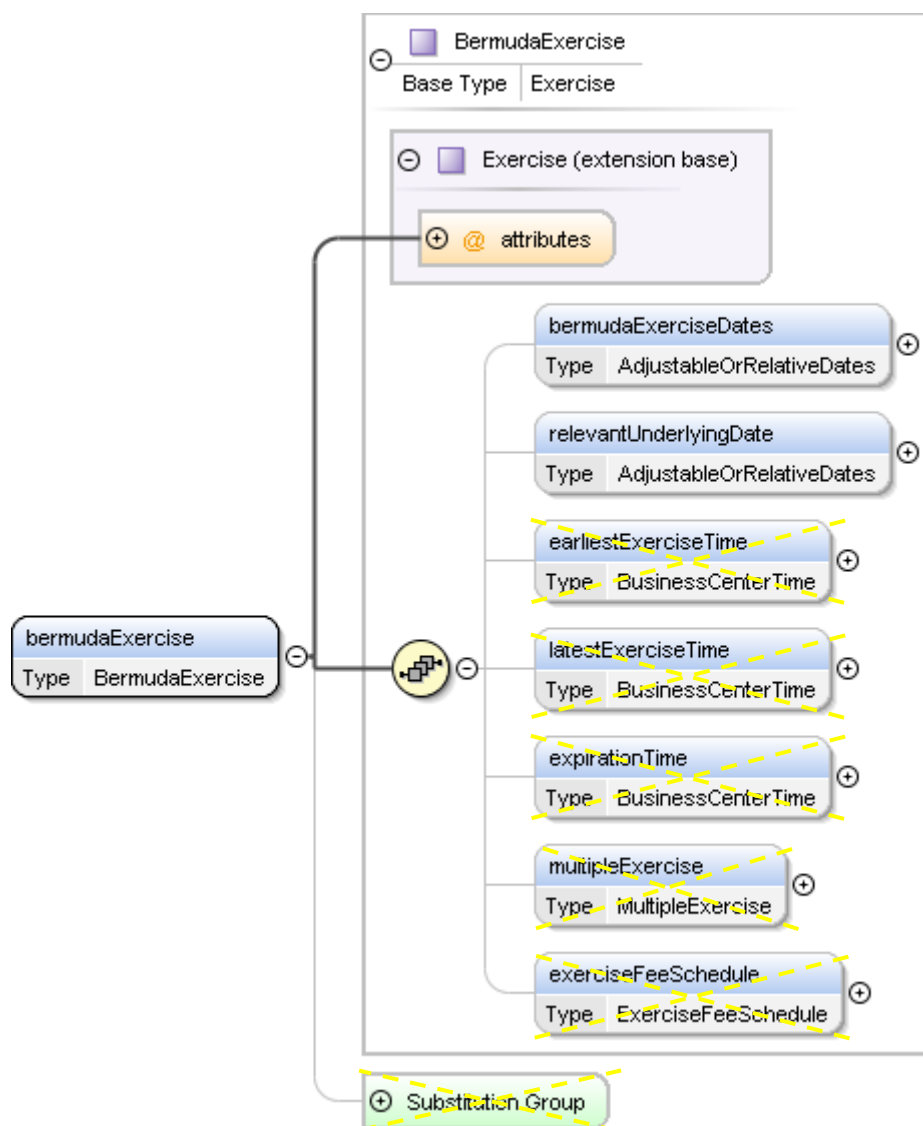 BermudaExercise
Base Type Exercise
Exercise (extension base)
@ attributes
bermudaExerciseDates
Type AdjustableOrRelativeDates
relevantUnderlyingDate
Type AdjustableOrRelativeDates
earliestExerciseTime
Type BusinessCenterTime
bermudaExercise
Type BermudaExercise
latestExerciseTime
Type BusinessCenterTime
expirationTime
Type BusinessCenterTime
multipleExercise
Type MultipleExercise
exerciseFeeSchedule
Type ExerciseFeeSchedule
Substitution Group